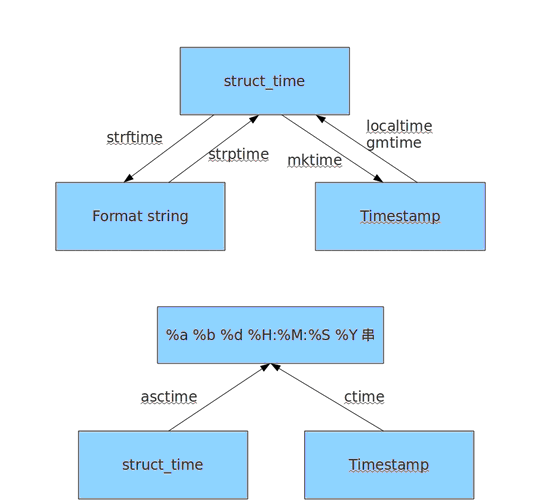 struct_time
strftime
strptime
mktime
localtime
gmtime
Format string
Timestamp
%a %b %d %H:%M:%S %Y 串
asctime
ctime
struct_time
Timestamp